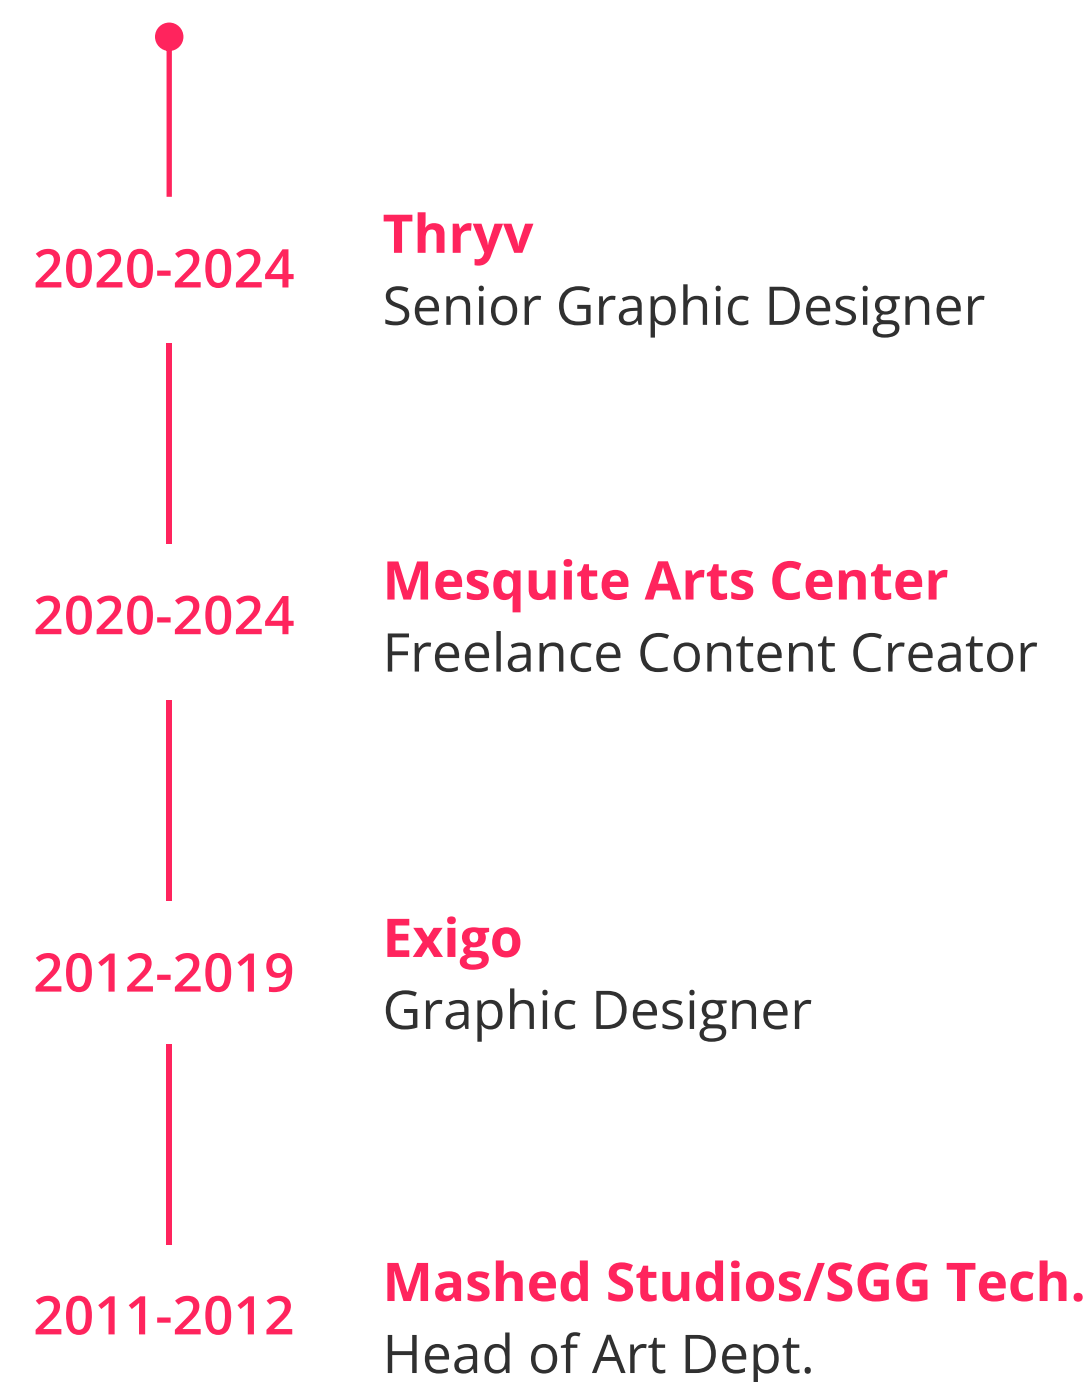 2020-2024
Thryv
Senior Graphic Designer
2020-2024
Mesquite Arts Center
Freelance Content Creator
2012-2019
Exigo
Graphic Designer
2011-2012
Mashed Studios/SGG Tech.
Head of Art Dept.